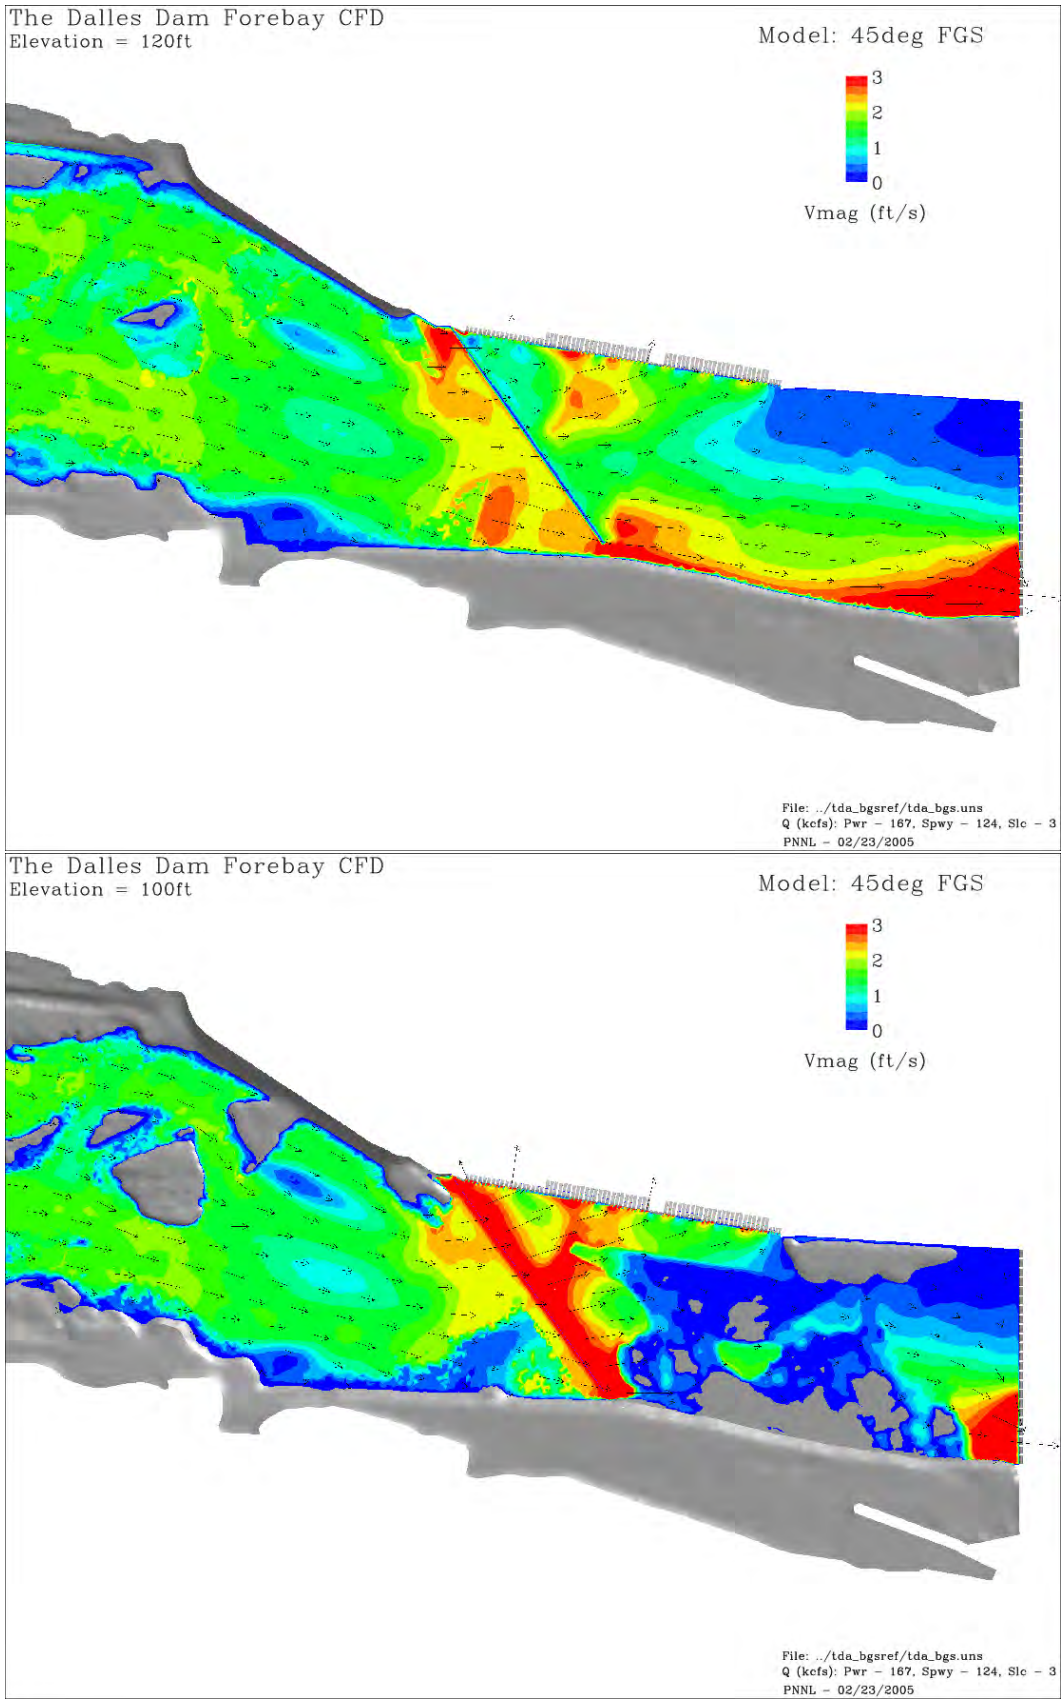 The Dalles Dam Forebay CFD
Elevation = 120ft
Model: 45deg FGS
3
2
1
0
Vmag (ft/s)
File: ../tda_bgsref/tda_bgs.uns
Q (kcfs): Pwr - 167, Spwy - 124, Slc - 3
PNNL - 02/23/2005
The Dalles Dam Forebay CFD
Elevation = 100ft
Model: 45deg FGS
3
2
1
0
Vmag (ft/s)
File: ../tda_bgsref/tda_bgs.uns
Q (kcfs): Pwr - 167, Spwy - 124, Slc - 3
PNNL - 02/23/2005